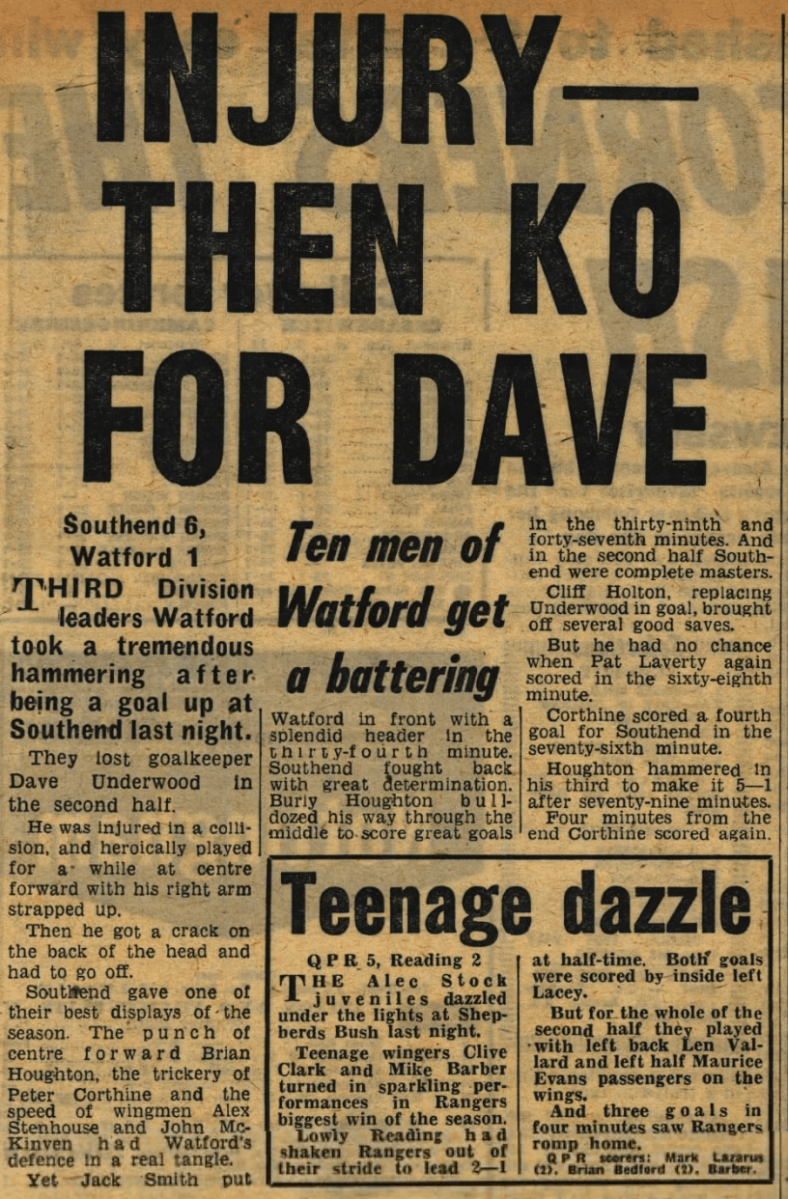 INJURY—
THEN KO
FOR DAVE
Southend 6,
Watford 1
THIRD Division
leaders Watford
took a tremendous
hammering after
being a goal up at
Southend last night.
They lost goalkeeper
Dave Underwood in
the second half.
He was injured in a colli-
sion, and heroically played
for a while at centre
forward with his right arm
strapped up.
Then he got a crack on
the back of the head and
had to go off.
Southend gave one of
their best displays of the
season. The punch of
centre forward Brian
Houghton, the trickery of
Peter Corthine and the
speed of wingmen Alex
Stenhouse and John Mc-
Kinven had Watford's
defence in a real tangle.
Yet Jack Smith put
Ten men of
Watford get
a battering
Watford in front with a
splendid header in the
thirty-fourth minute.
Southend fought back
with great determination.
Burly Houghton bull-
dozed his way through the
middle to score great goals
in the thirty-ninth and
forty-seventh minutes. And
in the second half South-
end were complete masters.
Cliff Holton, replacing
Underwood in goal, brought
off several good saves.
But he had no chance
when Pat Laverty again
scored in the sixty-eighth
minute.
Corthine scored a fourth
goal for Southend in the
seventy-sixth minute.
Houghton hammered in
his third to make it 5—1
after seventy-nine minutes.
Four minutes from the
end Corthine scored again.
Teenage dazzle
QPR 5, Reading 2
THE Alec Stock
juveniles dazzled
under the lights at Shep-
herds Bush last night.
Teenage wingers Clive
Clark and Mike Barber
turned in sparkling per-
formances in Rangers
biggest win of the season.
Lowly Reading had
shaken Rangers out of
their stride to lead 2—1
at half-time. Both goals
were scored by inside left
Lacey.
But for the whole of the
second half they played
with left back Len Val-
lard and left half Maurice
Evans passengers on the
wings.
And three goals in
four minutes saw Rangers
romp home.
QPR scorers: Mark Lazarus
(2), Brian Bedford (2), Barber.